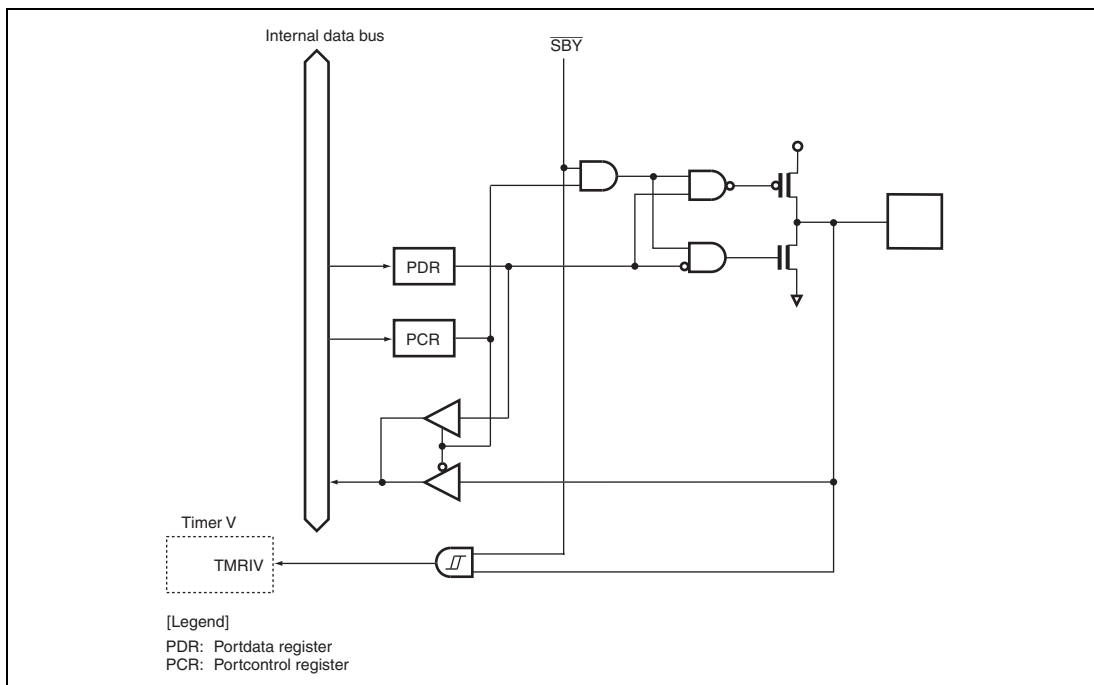 Internal data bus
SBY
PDR
PCR
Timer V
TMRIV
[Legend]
PDR: Portdata register
PCR: Portcontrol register